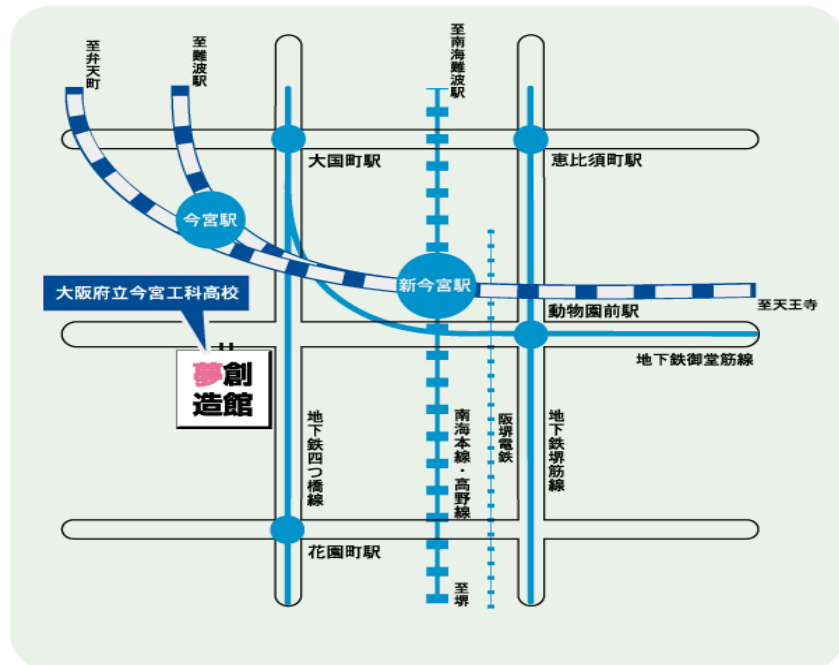 至弁天町
至難波駅
至南海難波駅
大国町駅
恵比須町駅
今宮駅
新今宮駅
大阪府立今宮工科高校
至天王寺
動物園前駅
地下鉄御堂筋線
夢創
造館
地下鉄四つ橋線
南海本線・高野線
阪堺電鉄
地下鉄堺筋線
花園町駅
至堺